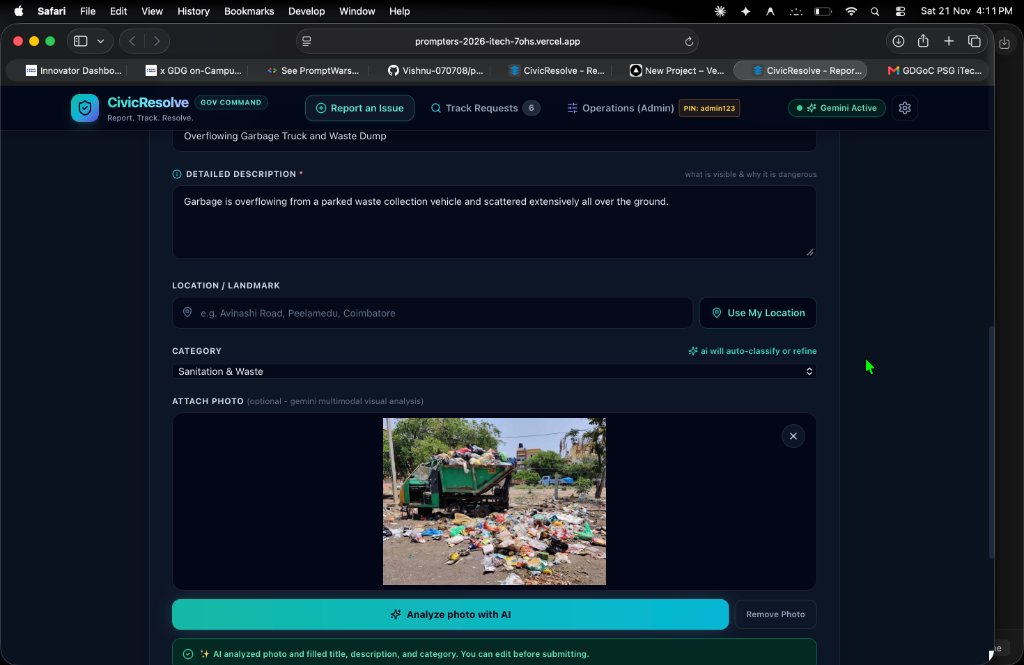 Safari File Edit View History Bookmarks Develop Window Help Sat 21 Nov 4:11 PM
prompters-2026-itech-7ohs.vercel.app
Innovator Dashbo... x GDG on-Campu... See PromptWars... Vishnu-070708/p... CivicResolve - Re... New Project – Ve... CivicResolve - Repor... GDGoC PSG iTec...
CivicResolve GOV COMMAND
Report. Track. Resolve.
Report an Issue Track Requests 6 Operations (Admin) PIN: admin123 Gemini Active
Overflowing Garbage Truck and Waste Dump
DETAILED DESCRIPTION * what is visible & why it is dangerous
Garbage is overflowing from a parked waste collection vehicle and scattered extensively all over the ground.
LOCATION / LANDMARK
e.g. Avinashi Road, Peelamedu, Coimbatore Use My Location
CATEGORY ai will auto-classify or refine
Sanitation & Waste
ATTACH PHOTO (optional - gemini multimodal visual analysis)
Analyze photo with AI Remove Photo
AI analyzed photo and filled title, description, and category. You can edit before submitting.